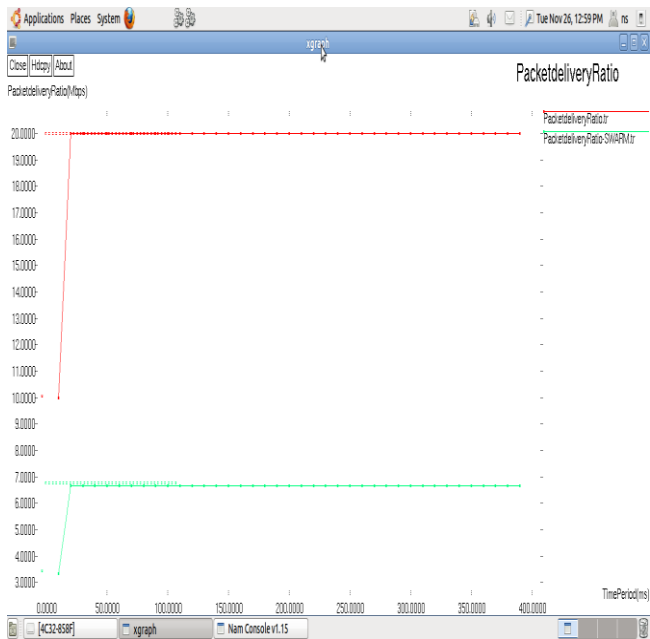 Applications Places System Tue Nov 26, 12:59 PM ns
xgraph
Close Hdcpy About
PacketdeliveryRatio
PacketdeliveryRatio(Mbps)
PacketdeliveryRatio.tr
PacketdeliveryRatio-SWARM.tr
20.0000
19.0000
18.0000
17.0000
16.0000
15.0000
14.0000
13.0000
12.0000
11.0000
10.0000
9.0000
8.0000
7.0000
6.0000
5.0000
4.0000
3.0000
TimePeriod(ms)
0.0000 50.0000 100.0000 150.0000 200.0000 250.0000 300.0000 350.0000 400.0000
[4C32-858F] xgraph Nam Console v1.15